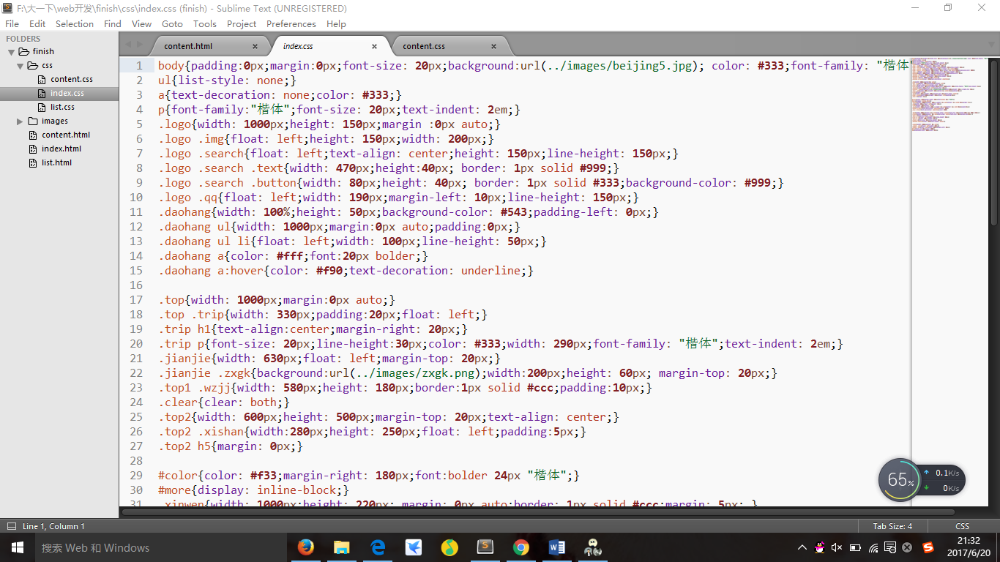 F:\大一下\web开发\finish\css\index.css (finish) - Sublime Text (UNREGISTERED)
File Edit Selection Find View Goto Tools Project Preferences Help
FOLDERS
finish
css
content.css
index.css
list.css
images
content.html
index.html
list.html
content.html × index.css × content.css ×
1 body{padding:0px;margin:0px;font-size: 20px;background:url(../images/beijing5.jpg); color: #333;font-family: "楷体
2 ul{list-style: none;}
3 a{text-decoration: none;color: #333;}
4 p{font-family:"楷体";font-size: 20px;text-indent: 2em;}
5 .logo{width: 1000px;height: 150px;margin :0px auto;}
6 .logo .img{float: left;height: 150px;width: 200px;}
7 .logo .search{float: left;text-align: center;height: 150px;line-height: 150px;}
8 .logo .search .text{width: 470px;height:40px; border: 1px solid #999;}
9 .logo .search .button{width: 80px;height: 40px; border: 1px solid #333;background-color: #999;}
10 .logo .qq{float: left;width: 190px;margin-left: 10px;line-height: 150px;}
11 .daohang{width: 100%;height: 50px;background-color: #543;padding-left: 0px;}
12 .daohang ul{width: 1000px;margin:0px auto;padding:0px;}
13 .daohang ul li{float: left;width: 100px;line-height: 50px;}
14 .daohang a{color: #fff;font:20px bolder;}
15 .daohang a:hover{color: #f90;text-decoration: underline;}
16
17 .top{width: 1000px;margin:0px auto;}
18 .top .trip{width: 330px;padding:20px;float: left;}
19 .trip h1{text-align:center;margin-right: 20px;}
20 .trip p{font-size: 20px;line-height:30px;color: #333;width: 290px;font-family: "楷体";text-indent: 2em;}
21 .jianjie{width: 630px;float: left;margin-top: 20px;}
22 .jianjie .zxgk{background:url(../images/zxgk.png);width:200px;height: 60px; margin-top: 20px;}
23 .top1 .wzjj{width: 580px;height: 180px;border:1px solid #ccc;padding:10px;}
24 .clear{clear: both;}
25 .top2{width: 600px;height: 500px;margin-top: 20px;text-align: center;}
26 .top2 .xishan{width:280px;height: 250px;float: left;padding:5px;}
27 .top2 h5{margin: 0px;}
28
29 #color{color: #f33;margin-right: 180px;font:bolder 24px "楷体";}
30 #more{display: inline-block;}
31 .xinwen{width: 1000px;height: 220px; margin: 0px auto;border: 1px solid #ccc;margin: 5px; }
65% 0.1K/s
0K/s
Line 1, Column 1 Tab Size: 4 CSS
搜索 Web 和 Windows
21:32
2017/6/20